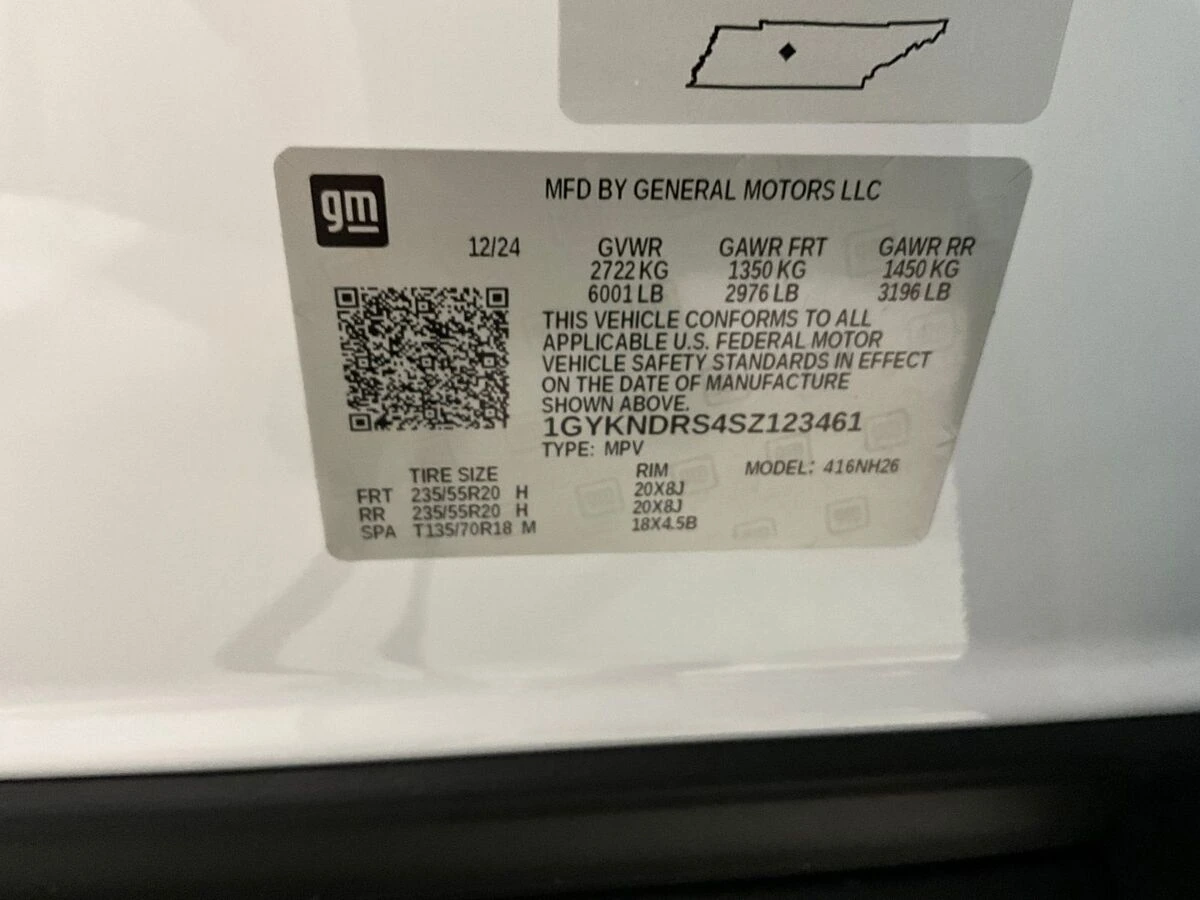 gm
MFD BY GENERAL MOTORS LLC
12/24 GVWR GAWR FRT GAWR RR
2722 KG 1350 KG 1450 KG
6001 LB 2976 LB 3196 LB
THIS VEHICLE CONFORMS TO ALL
APPLICABLE U.S. FEDERAL MOTOR
VEHICLE SAFETY STANDARDS IN EFFECT
ON THE DATE OF MANUFACTURE
SHOWN ABOVE.
1GYKNDRS4SZ123461
TYPE: MPV
TIRE SIZE RIM MODEL: 416NH26
FRT 235/55R20 H 20X8J
RR 235/55R20 H 20X8J
SPA T135/70R18 M 18X4.5B